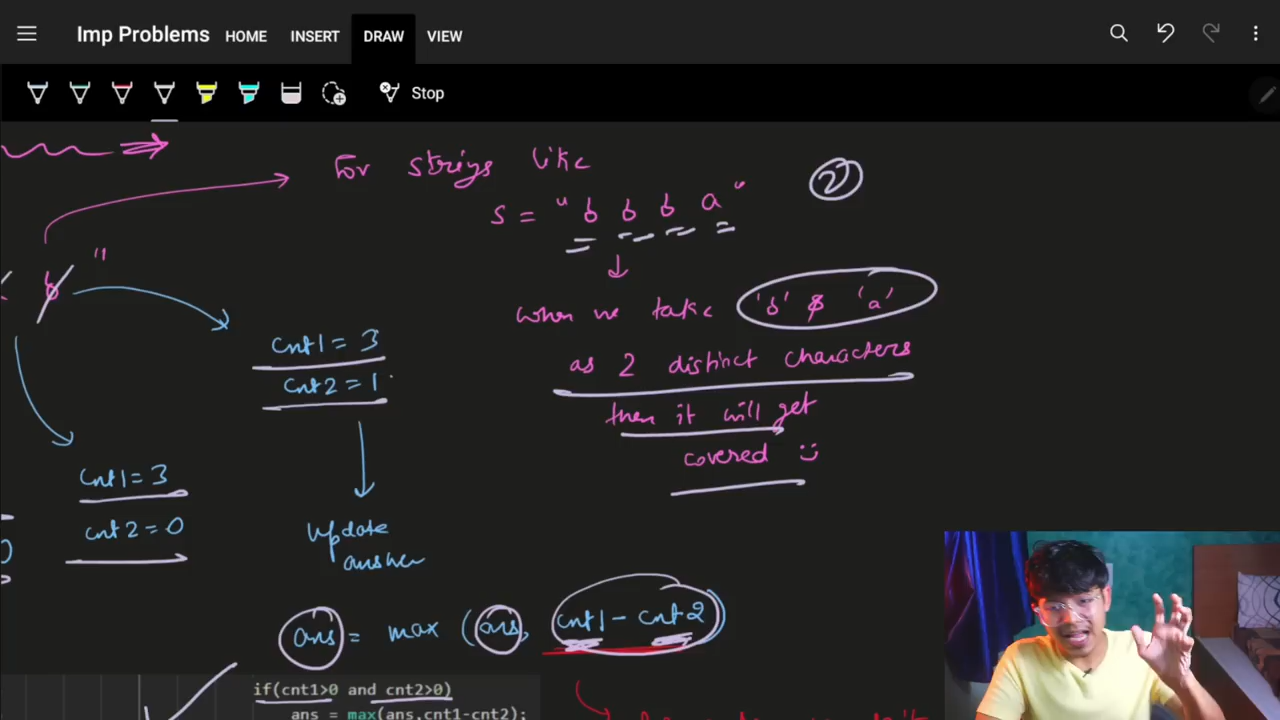 Imp Problems HOME INSERT DRAW VIEW
Stop
For strings like
s = " b b b a "
2
b "
when we take 'b' & 'a'
cnt1 = 3
as 2 distinct characters
cnt2 = 1
then it will get
covered :)
cnt1 = 3
cnt2 = 0
update
answer
ans = max (ans, cnt1 - cnt2)
if(cnt1>0 and cnt2>0)
ans = max(ans,cnt1-cnt2);